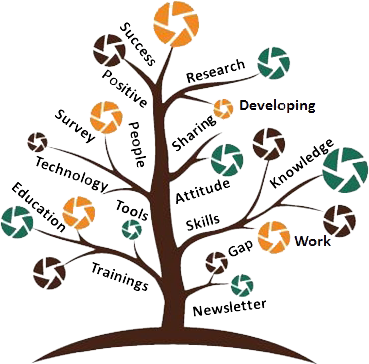 Success
Positive
Research
Developing
Survey
People
Sharing
Technology
Knowledge
Attitude
Education
Tools
Skills
Gap
Work
Trainings
Newsletter